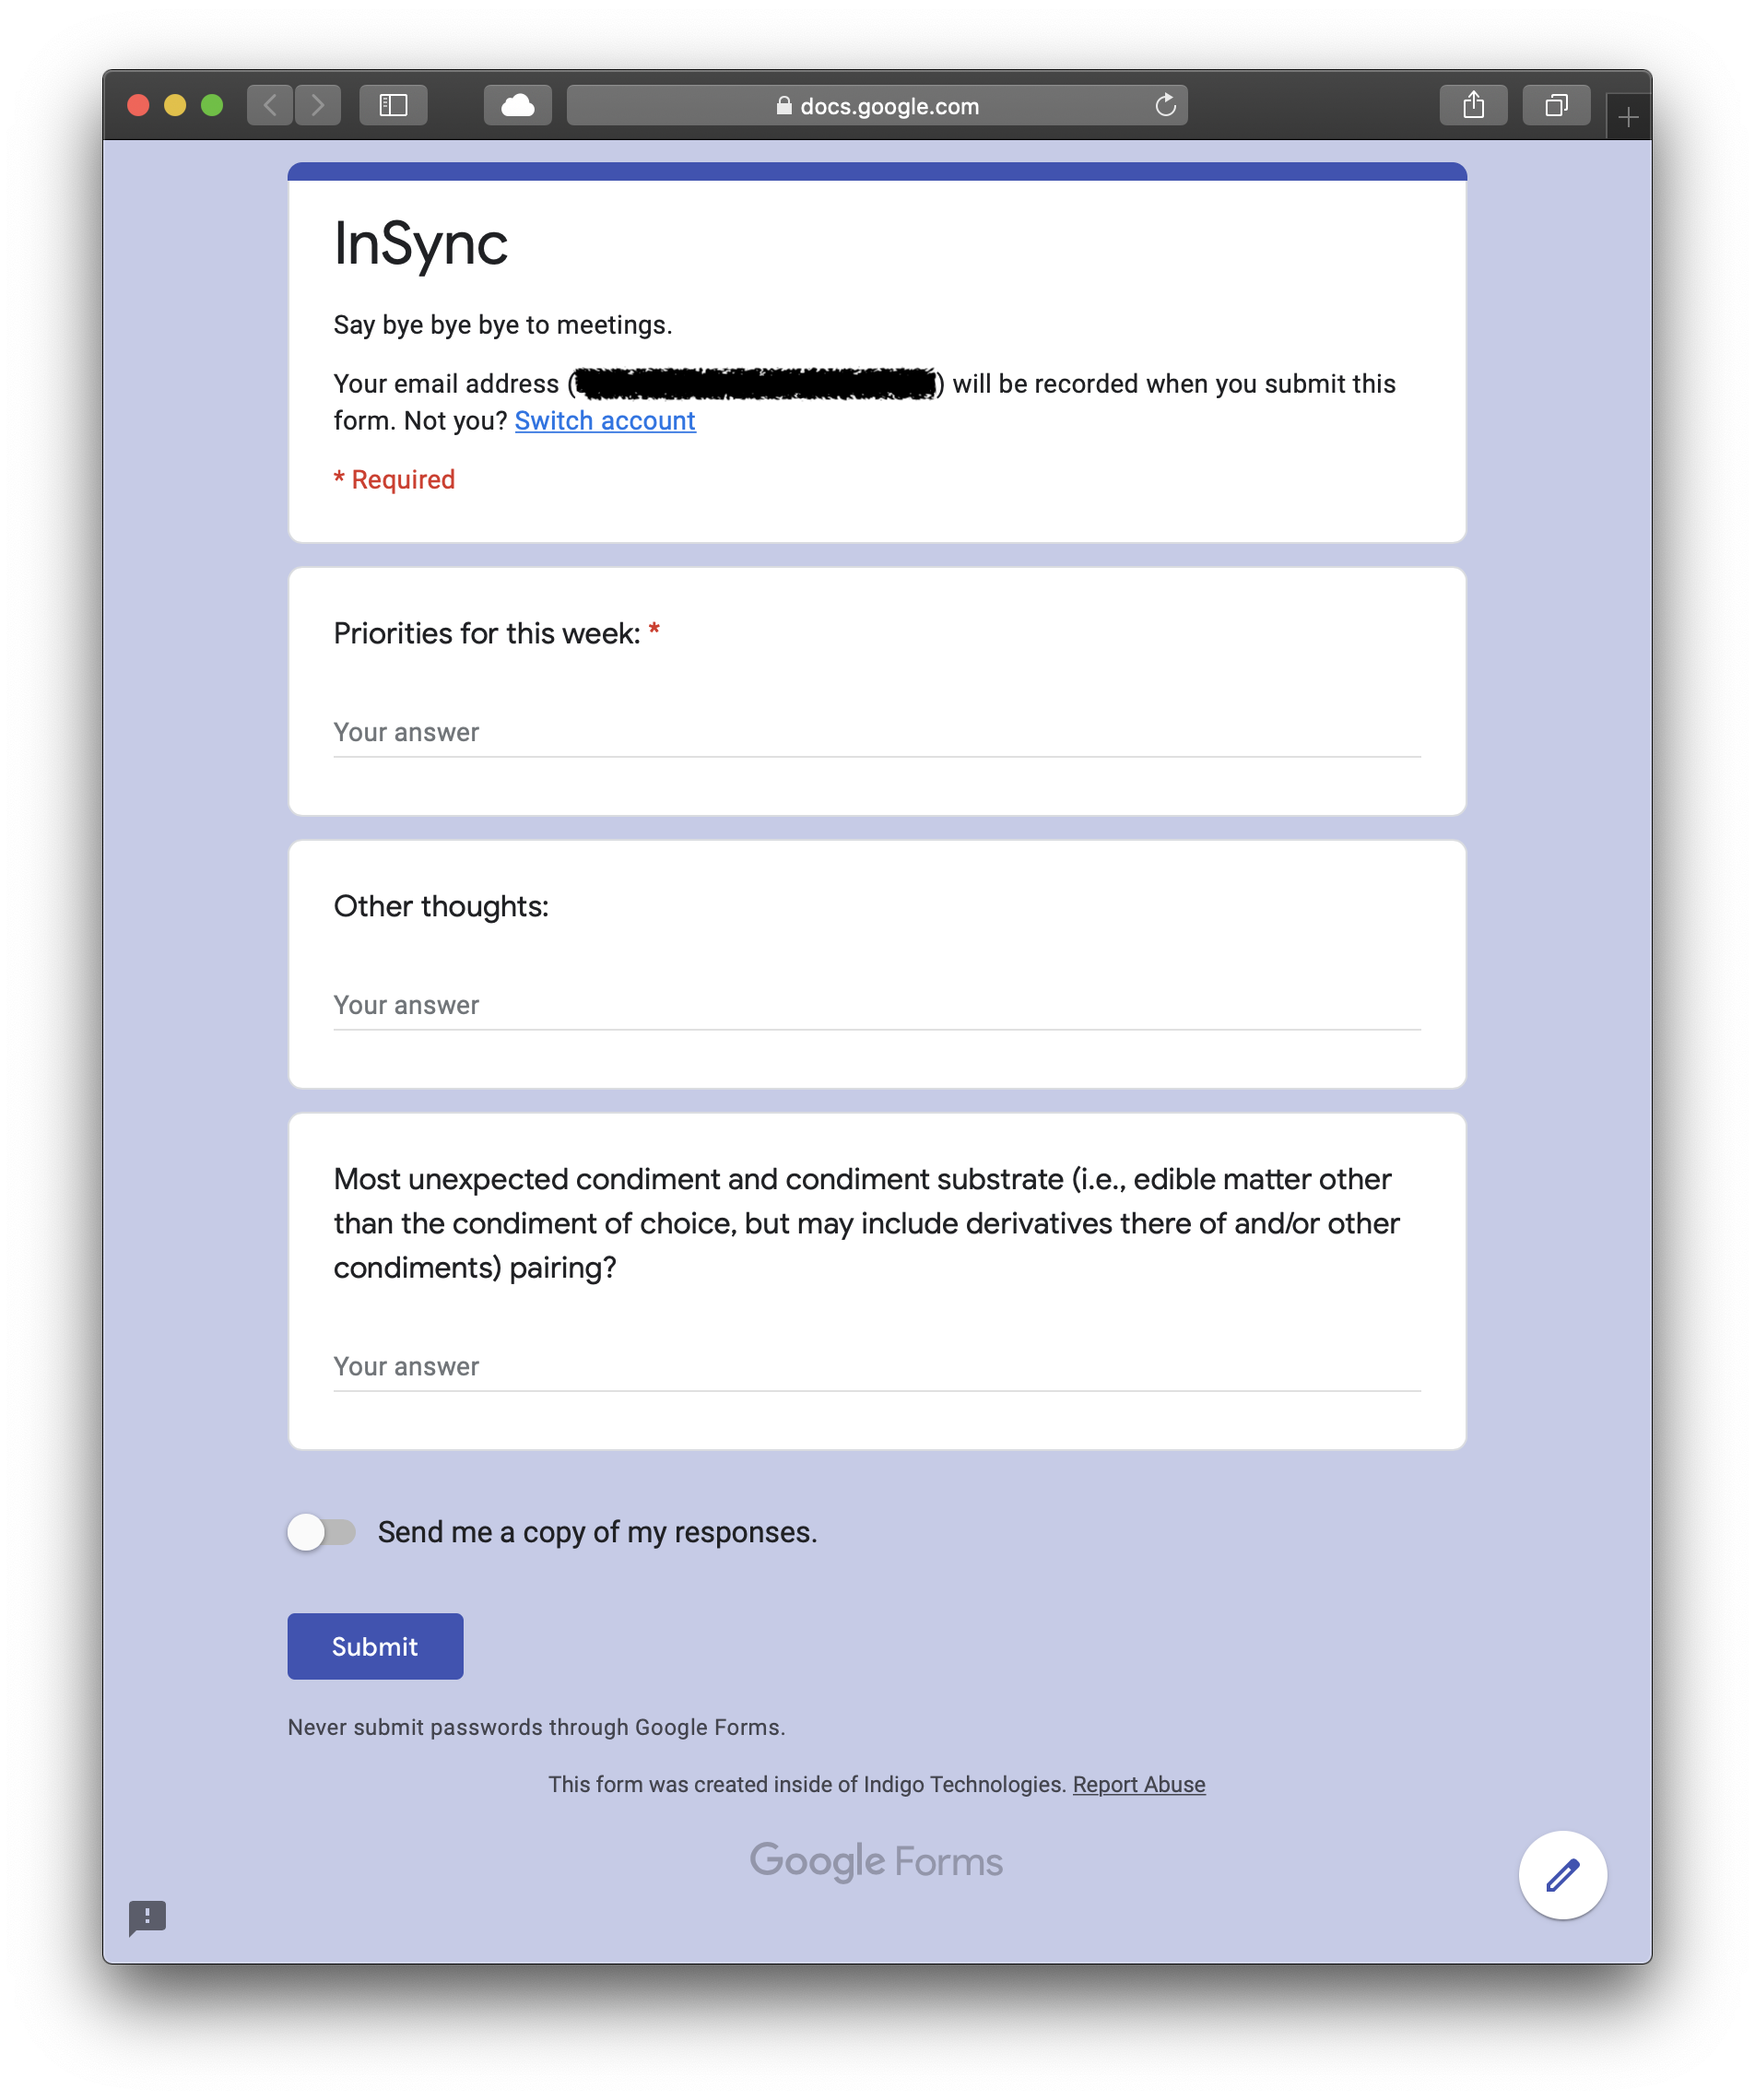 docs.google.com
InSync
Say bye bye bye to meetings.
Your email address () will be recorded when you submit this
form. Not you? Switch account
* Required
Priorities for this week: *
Your answer
Other thoughts:
Your answer
Most unexpected condiment and condiment substrate (i.e., edible matter other
than the condiment of choice, but may include derivatives there of and/or other
condiments) pairing?
Your answer
Send me a copy of my responses.
Submit
Never submit passwords through Google Forms.
This form was created inside of Indigo Technologies. Report Abuse
Google Forms